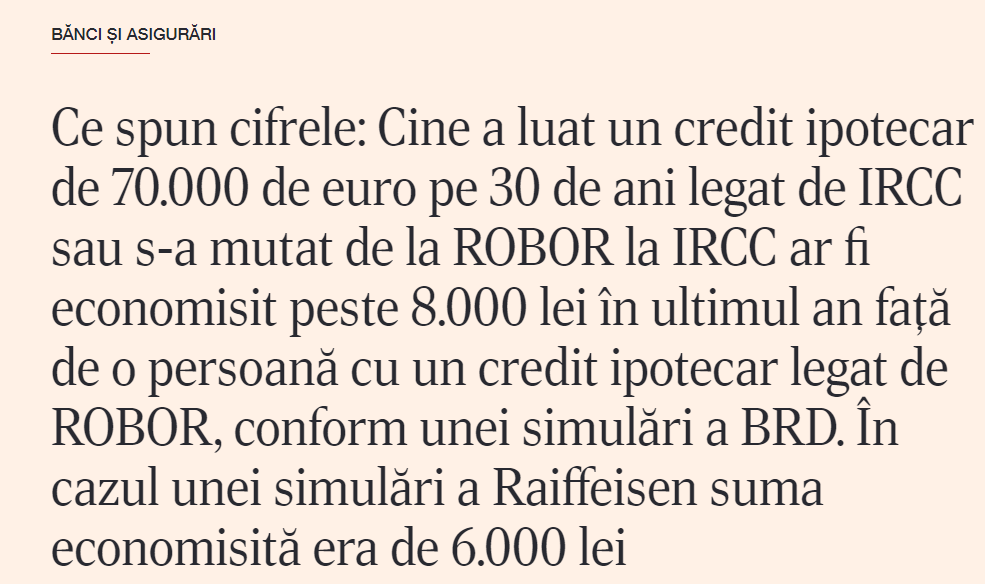 BĂNCI ȘI ASIGURĂRI
Ce spun cifrele: Cine a luat un credit ipotecar
de 70.000 de euro pe 30 de ani legat de IRCC
sau s-a mutat de la ROBOR la IRCC ar fi
economisit peste 8.000 lei în ultimul an față
de o persoană cu un credit ipotecar legat de
ROBOR, conform unei simulări a BRD. În
cazul unei simulări a Raiffeisen suma
economisită era de 6.000 lei